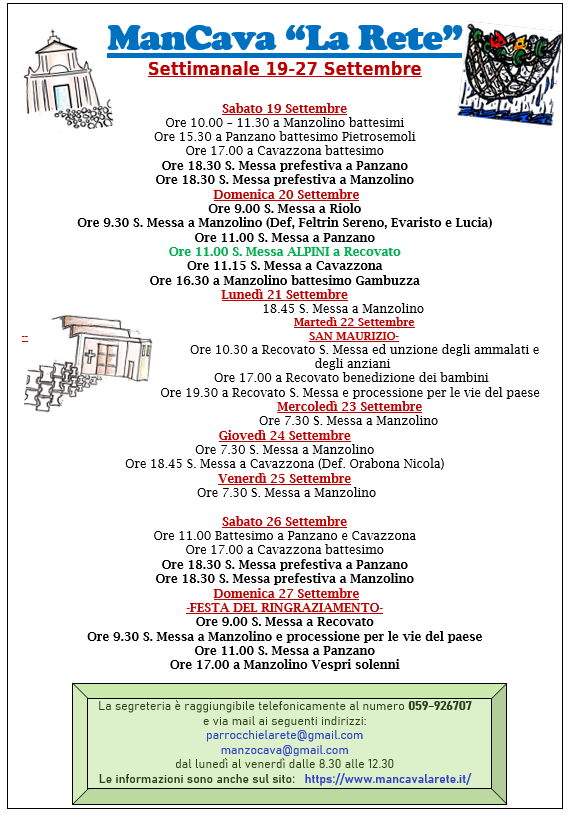 ManCava “La Rete”
Settimanale 19-27 Settembre
Sabato 19 Settembre
Ore 10.00 – 11.30 a Manzolino battesimi
Ore 15.30 a Panzano battesimo Pietrosemoli
Ore 17.00 a Cavazzona battesimo
Ore 18.30 S. Messa prefestiva a Panzano
Ore 18.30 S. Messa prefestiva a Manzolino
Domenica 20 Settembre
Ore 9.00 S. Messa a Riolo
Ore 9.30 S. Messa a Manzolino (Def, Feltrin Sereno, Evaristo e Lucia)
Ore 11.00 S. Messa a Panzano
Ore 11.00 S. Messa ALPINI a Recovato
Ore 11.15 S. Messa a Cavazzona
Ore 16.30 a Manzolino battesimo Gambuzza
Lunedì 21 Settembre
18.45 S. Messa a Manzolino
Martedì 22 Settembre
--
SAN MAURIZIO-
Ore 10.30 a Recovato S. Messa ed unzione degli ammalati e
degli anziani
Ore 17.00 a Recovato benedizione dei bambini
Ore 19.30 a Recovato S. Messa e processione per le vie del paese
Mercoledì 23 Settembre
Ore 7.30 S. Messa a Manzolino
Giovedì 24 Settembre
Ore 7.30 S. Messa a Manzolino
Ore 18.45 S. Messa a Cavazzona (Def. Orabona Nicola)
Venerdì 25 Settembre
Ore 7.30 S. Messa a Manzolino
Sabato 26 Settembre
Ore 11.00 Battesimo a Panzano e Cavazzona
Ore 17.00 a Cavazzona battesimo
Ore 18.30 S. Messa prefestiva a Panzano
Ore 18.30 S. Messa prefestiva a Manzolino
Domenica 27 Settembre
-FESTA DEL RINGRAZIAMENTO-
Ore 9.00 S. Messa a Recovato
Ore 9.30 S. Messa a Manzolino e processione per le vie del paese
Ore 11.00 S. Messa a Panzano
Ore 17.00 a Manzolino Vespri solenni
La segreteria è raggiungibile telefonicamente al numero 059-926707
e via mail ai seguenti indirizzi:
parrocchielarete@gmail.com
manzocava@gmail.com
dal lunedì al venerdì dalle 8.30 alle 12.30
Le informazioni sono anche sul sito: https://www.mancavalarete.it/